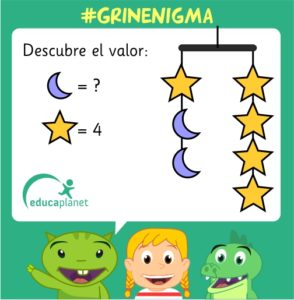 #GRINENIGMA
Descubre el valor:
= ?
= 4
educaplanet